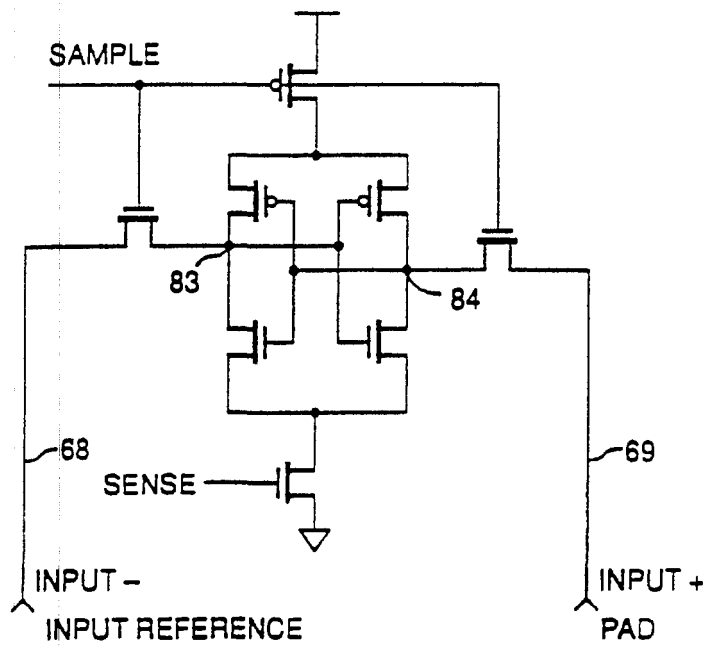 SAMPLE
83
84
68
69
SENSE
INPUT –
INPUT +
INPUT REFERENCE
PAD